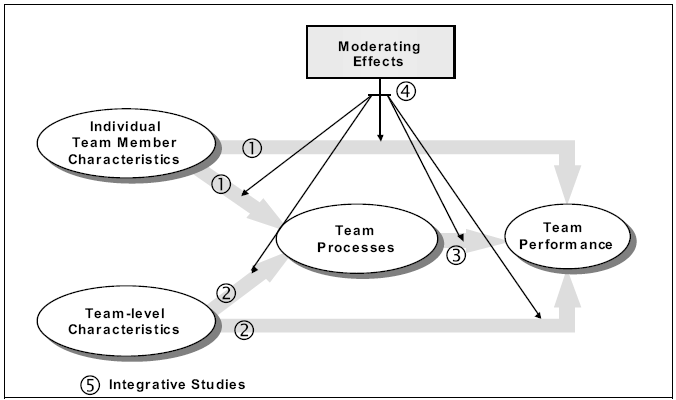 Moderating
Effects
④
Individual
Team Member
Characteristics
①
①
Team
Processes
③
Team
Performance
②
②
Team-level
Characteristics
⑤ Integrative Studies